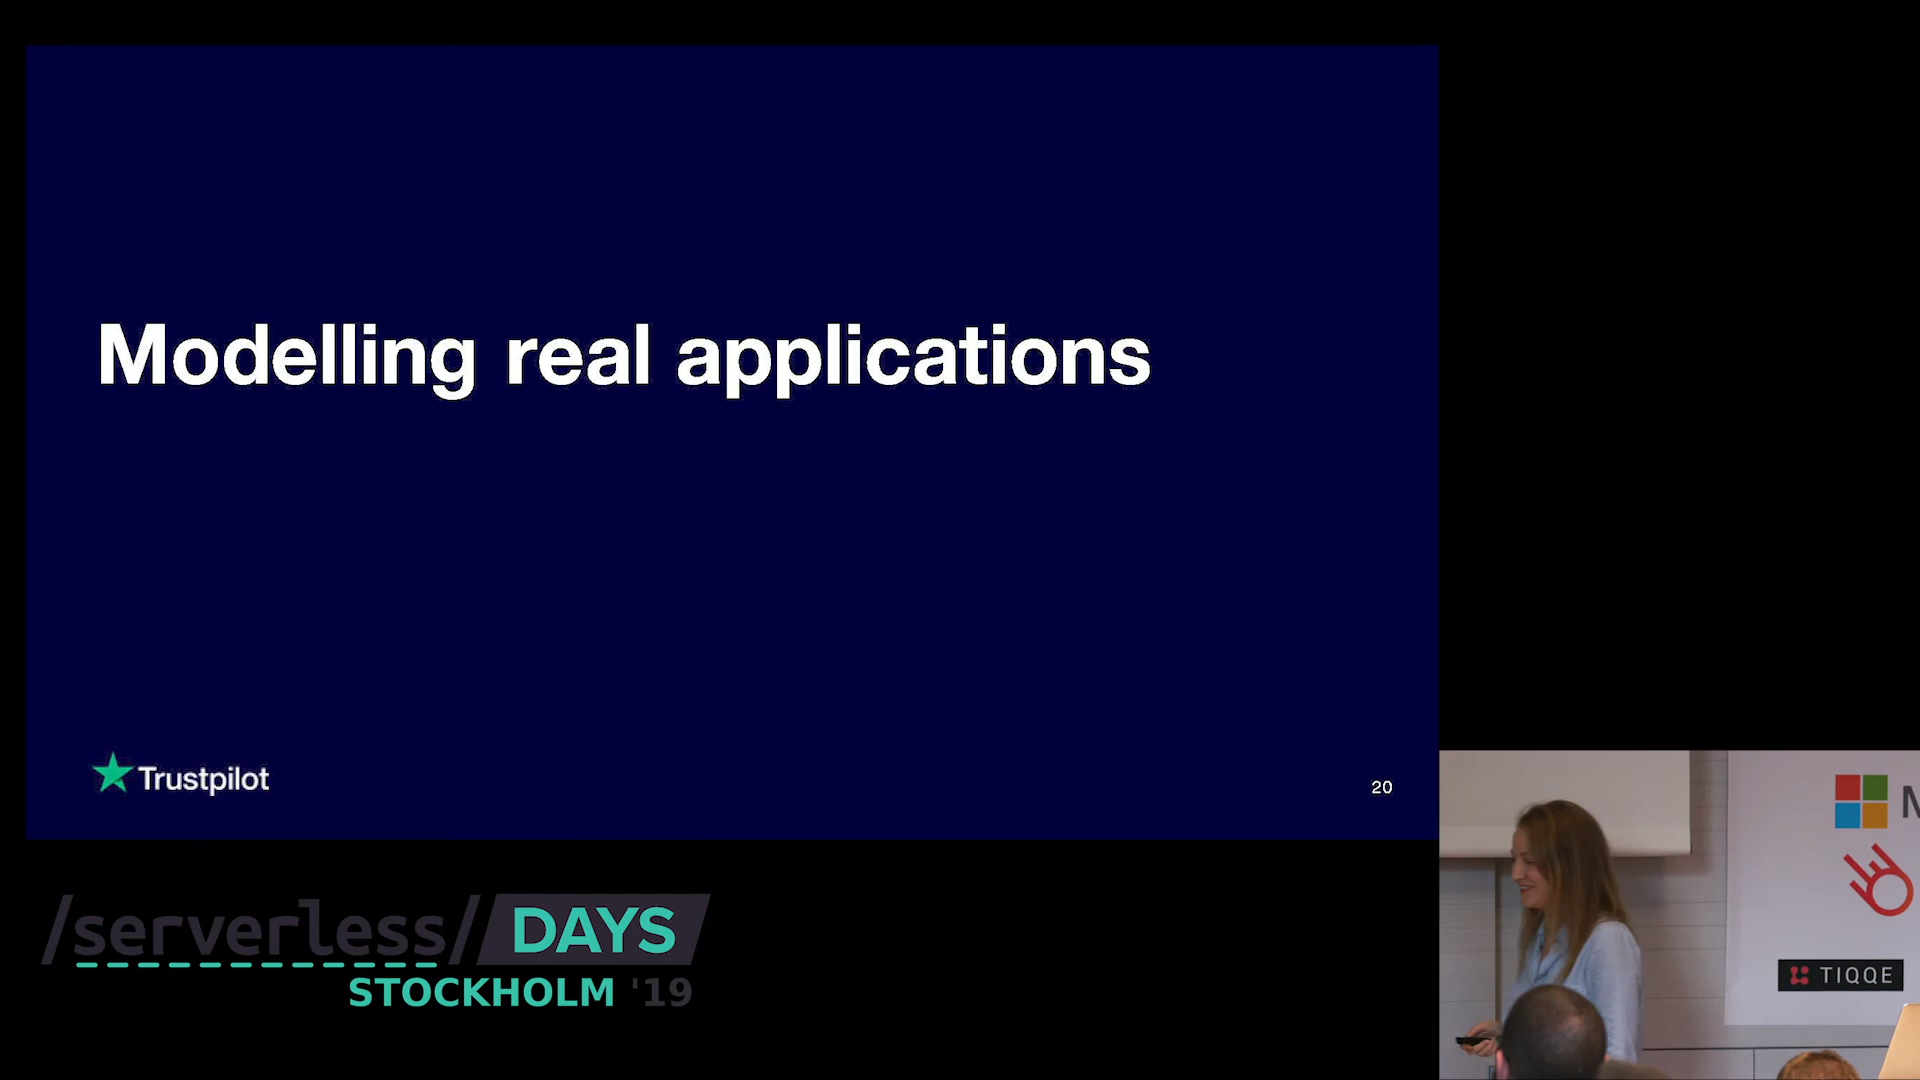 Modelling real applications
Trustpilot
20
/serverless/DAYS
STOCKHOLM '19
TIQQE